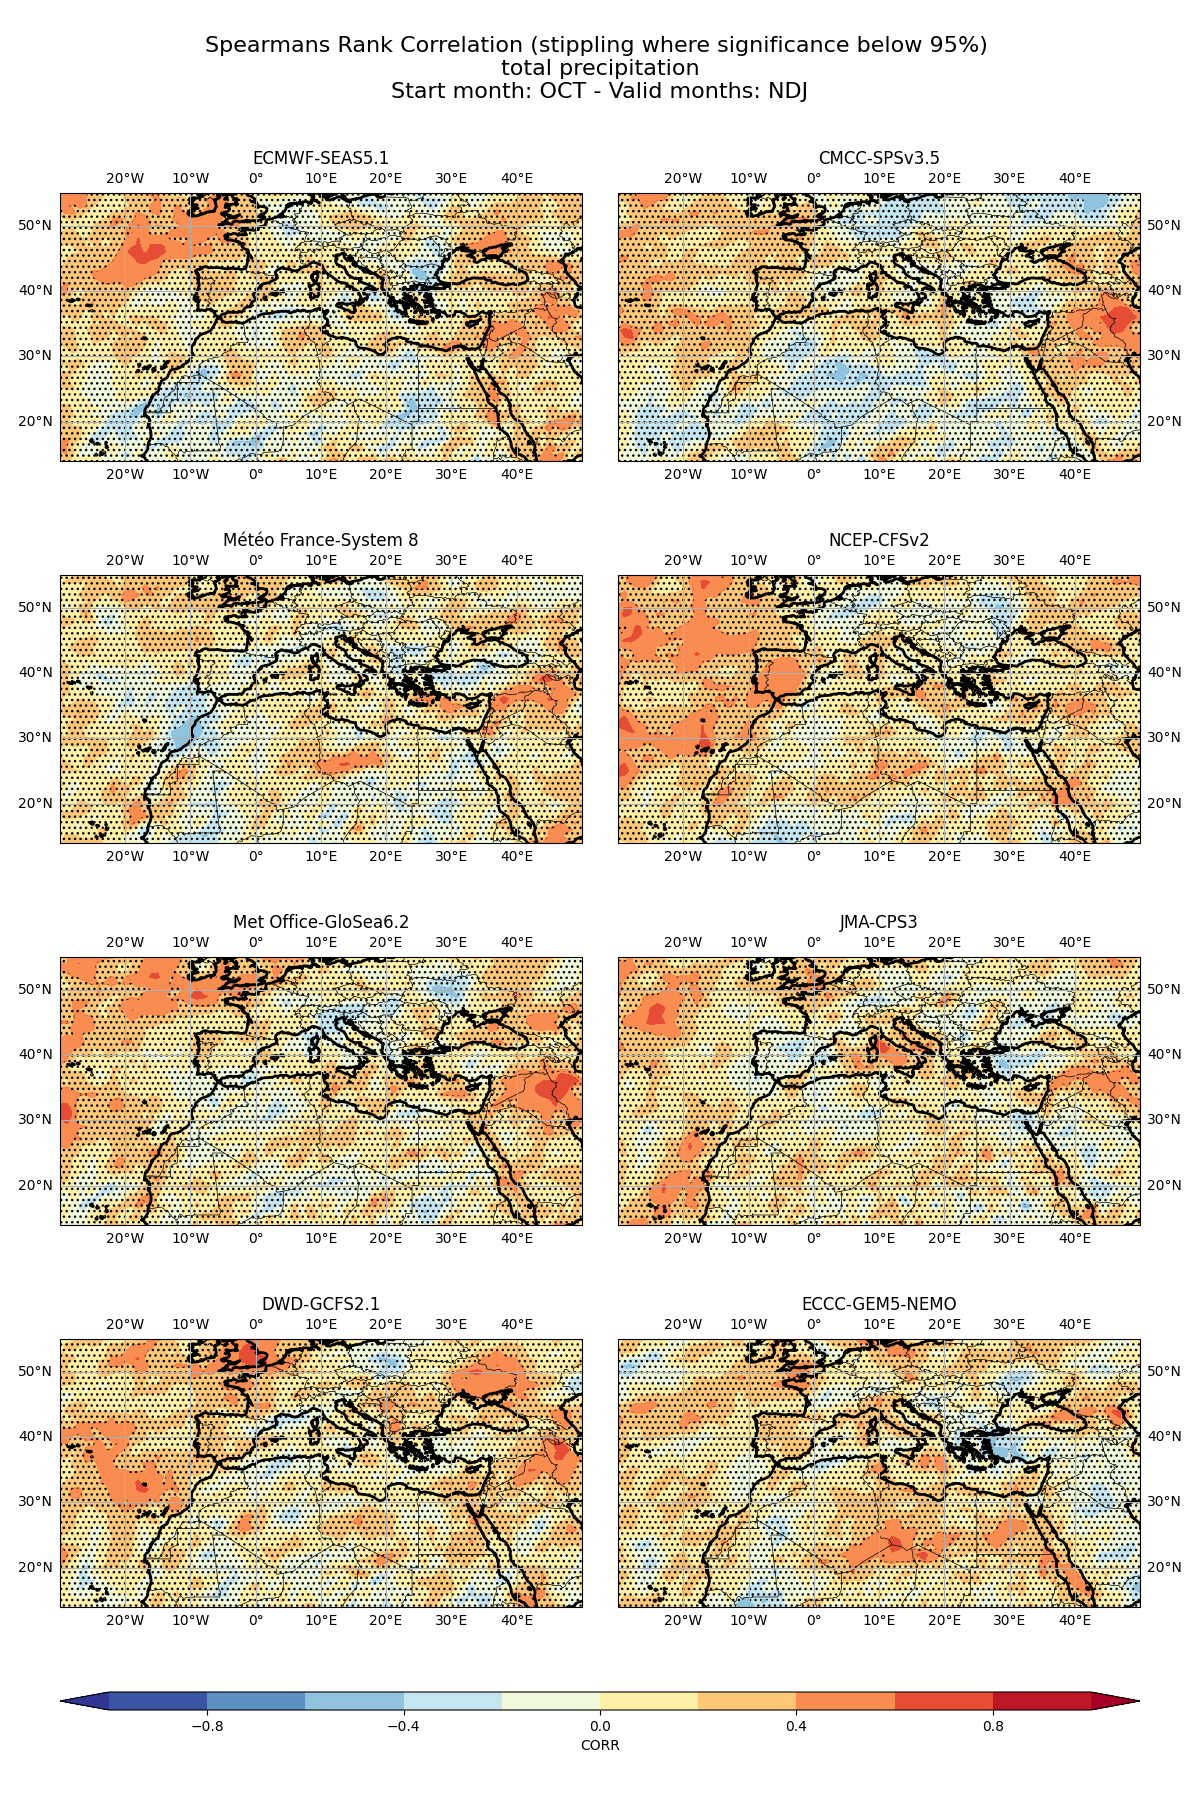 Spearmans Rank Correlation (stippling where significance below 95%)
total precipitation
Start month: OCT - Valid months: NDJ
ECMWF-SEAS5.1
20°W 10°W 0° 10°E 20°E 30°E 40°E
50°N
40°N
30°N
20°N
20°W 10°W 0° 10°E 20°E 30°E 40°E
CMCC-SPSv3.5
20°W 10°W 0° 10°E 20°E 30°E 40°E
50°N
40°N
30°N
20°N
20°W 10°W 0° 10°E 20°E 30°E 40°E
Météo France-System 8
20°W 10°W 0° 10°E 20°E 30°E 40°E
50°N
40°N
30°N
20°N
20°W 10°W 0° 10°E 20°E 30°E 40°E
NCEP-CFSv2
20°W 10°W 0° 10°E 20°E 30°E 40°E
50°N
40°N
30°N
20°N
20°W 10°W 0° 10°E 20°E 30°E 40°E
Met Office-GloSea6.2
20°W 10°W 0° 10°E 20°E 30°E 40°E
50°N
40°N
30°N
20°N
20°W 10°W 0° 10°E 20°E 30°E 40°E
JMA-CPS3
20°W 10°W 0° 10°E 20°E 30°E 40°E
50°N
40°N
30°N
20°N
20°W 10°W 0° 10°E 20°E 30°E 40°E
DWD-GCFS2.1
20°W 10°W 0° 10°E 20°E 30°E 40°E
50°N
40°N
30°N
20°N
20°W 10°W 0° 10°E 20°E 30°E 40°E
ECCC-GEM5-NEMO
20°W 10°W 0° 10°E 20°E 30°E 40°E
50°N
40°N
30°N
20°N
20°W 10°W 0° 10°E 20°E 30°E 40°E
−0.8 −0.4 0.0 0.4 0.8
CORR